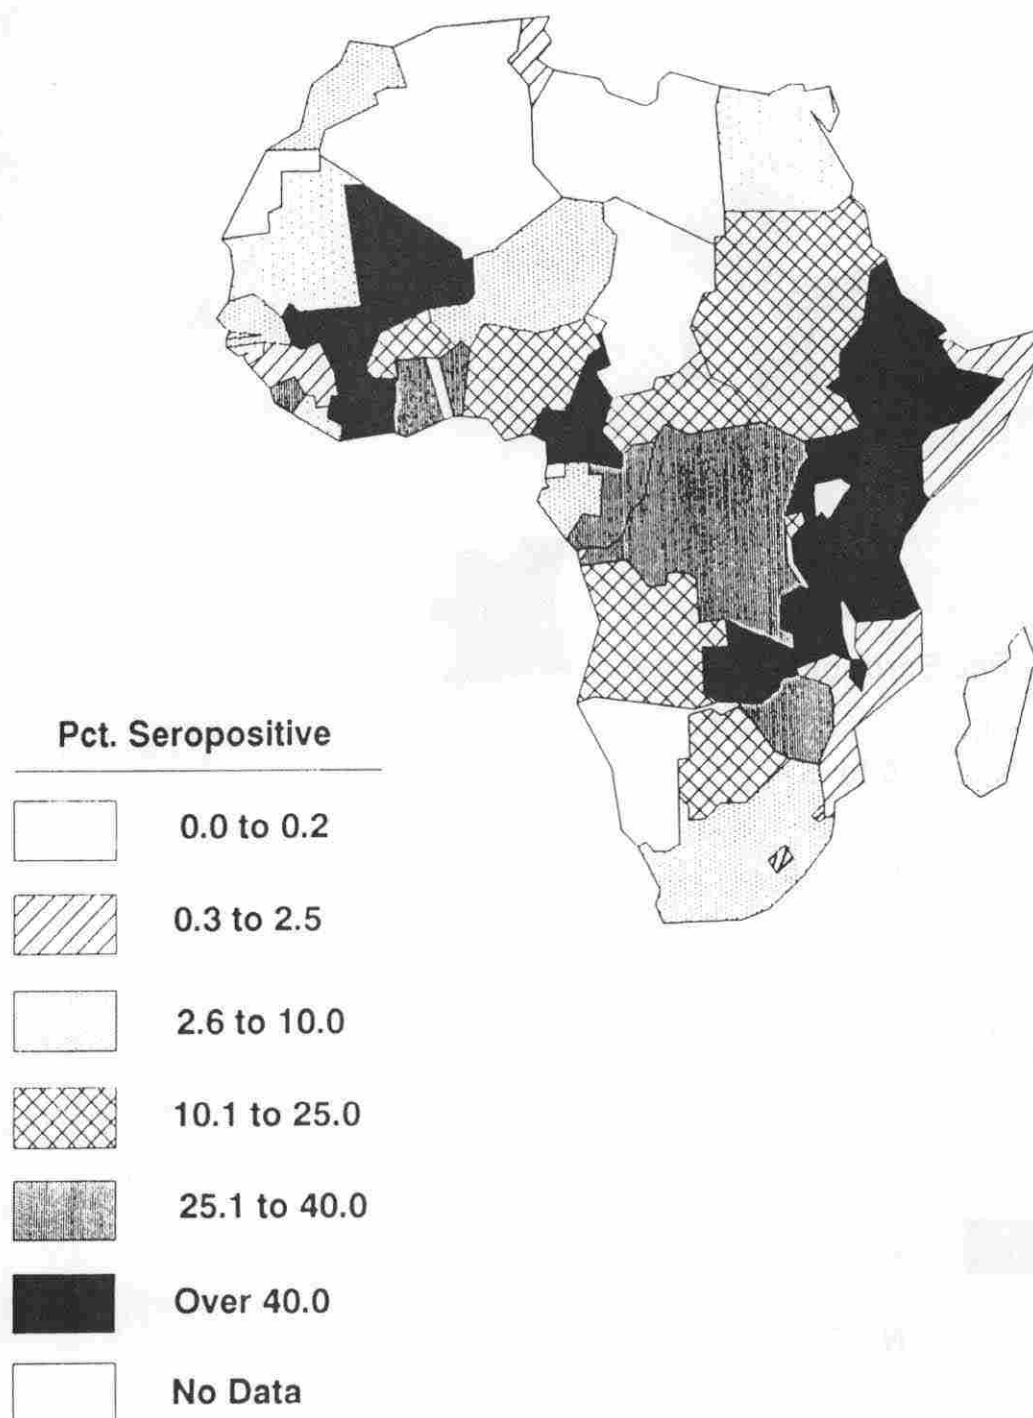 Pct. Seropositive
0.0 to 0.2
0.3 to 2.5
2.6 to 10.0
10.1 to 25.0
25.1 to 40.0
Over 40.0
No Data